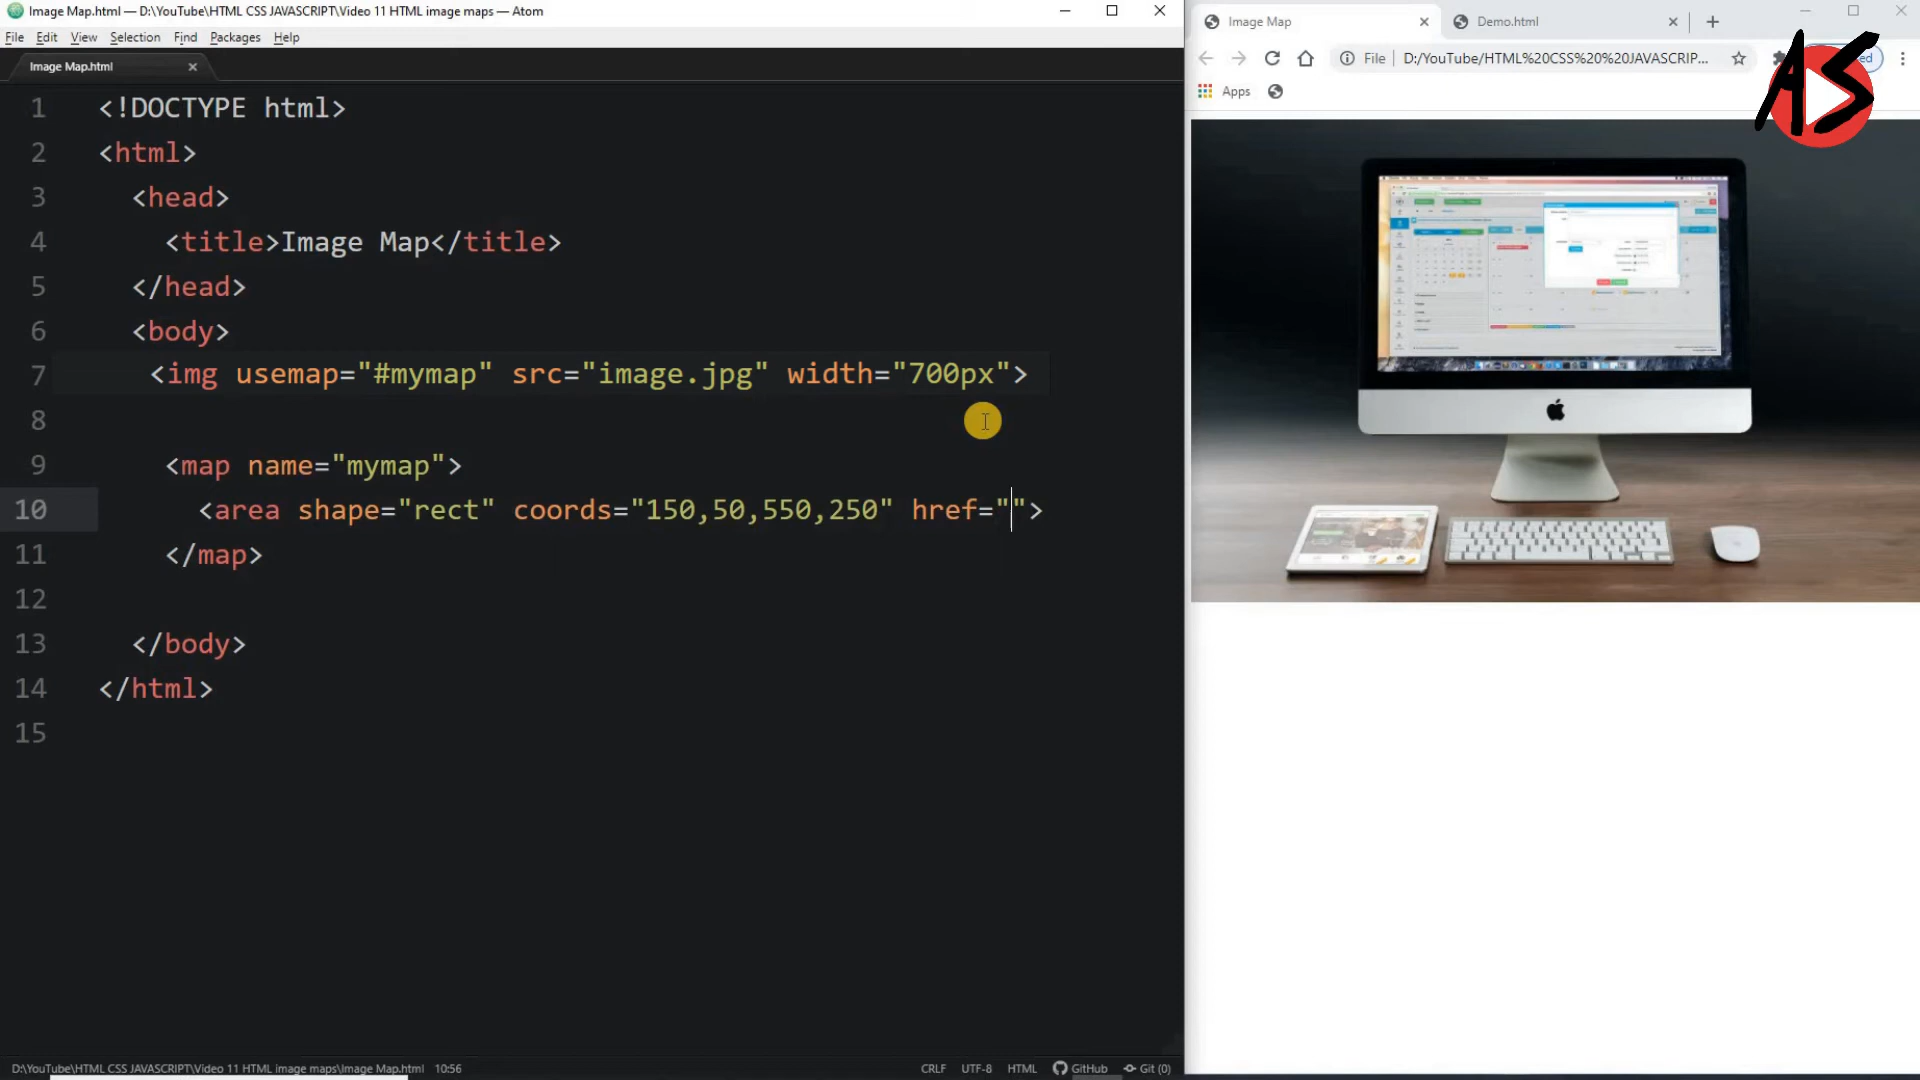 Image Map.html — D:\YouTube\HTML CSS JAVASCRIPT\Video 11 HTML image maps — Atom
File Edit View Selection Find Packages Help
Image Map.html
1 <!DOCTYPE html>
2 <html>
3 <head>
4 <title>Image Map</title>
5 </head>
6 <body>
7 <img usemap="#mymap" src="image.jpg" width="700px">
8
9 <map name="mymap">
10 <area shape="rect" coords="150,50,550,250" href="">
11 </map>
12
13 </body>
14 </html>
15
D:\YouTube\HTML CSS JAVASCRIPT\Video 11 HTML image maps\Image Map.html 10:56 CRLF UTF-8 HTML GitHub Git (0)
Image Map Demo.html
File D:/YouTube/HTML%20CSS%20%20JAVASCRIP...
Apps
AS